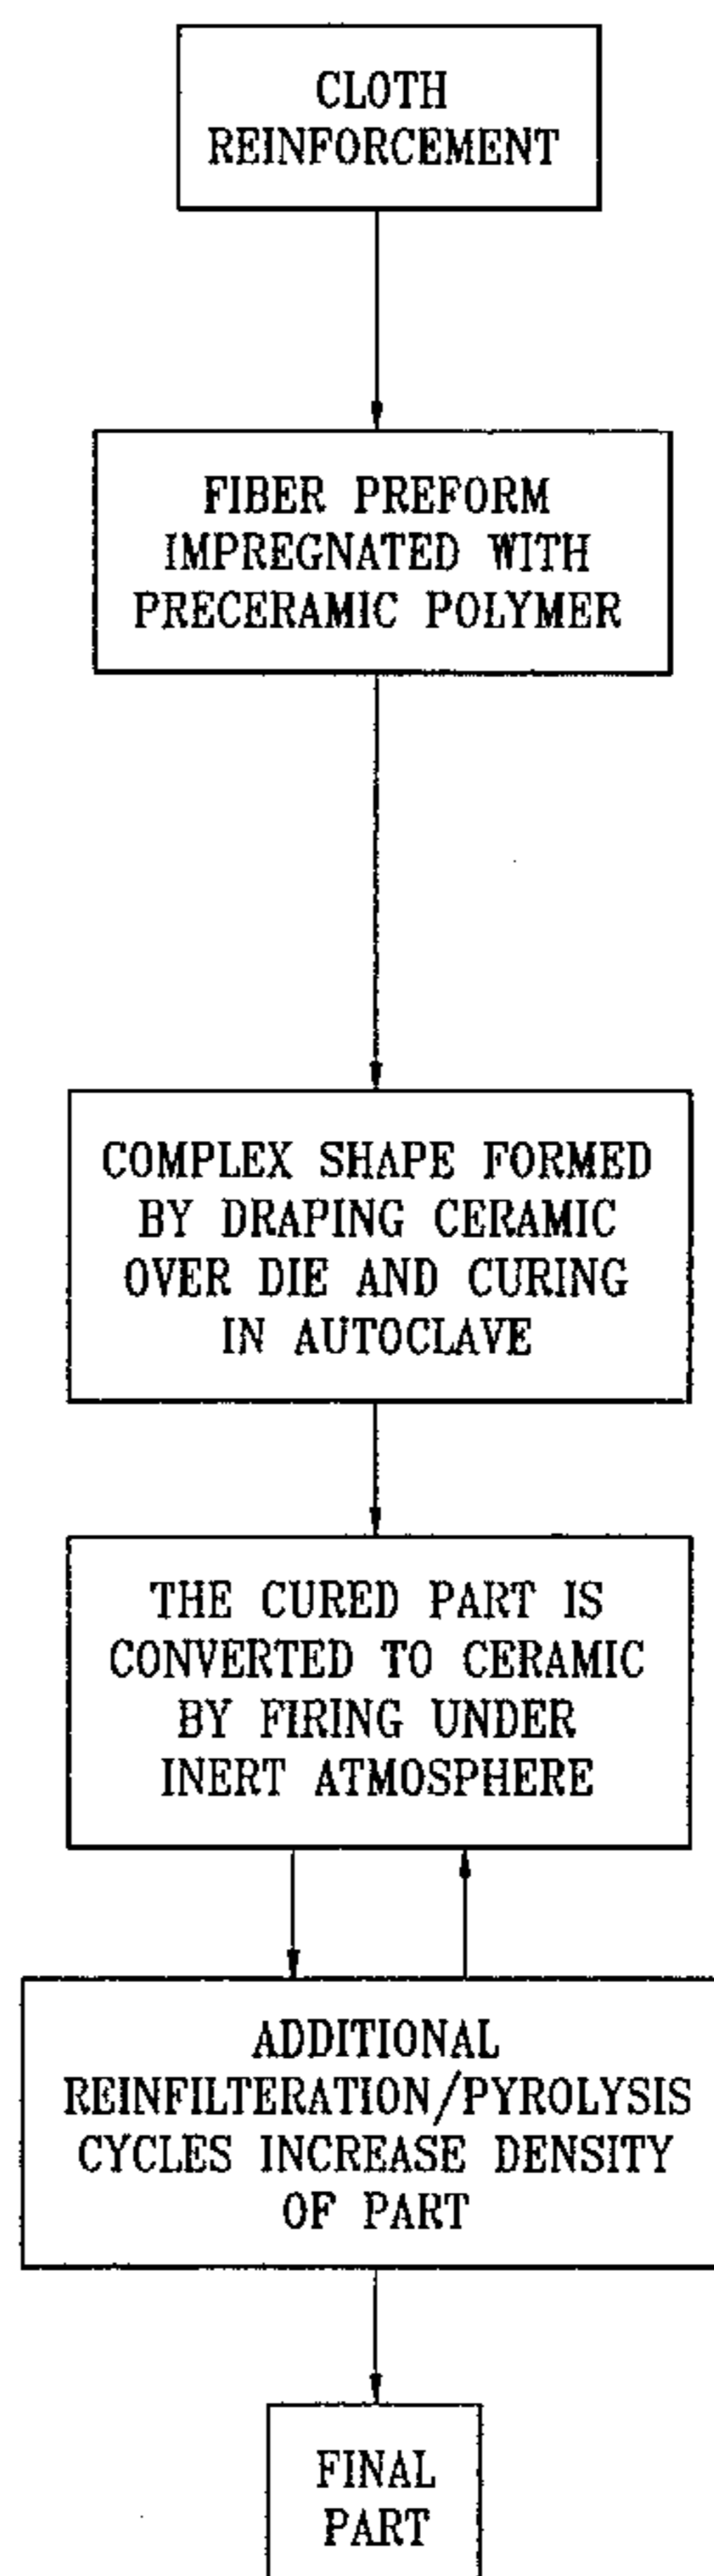 CLOTH
REINFORCEMENT
FIBER PREFORM
IMPREGNATED WITH
PRECERAMIC POLYMER
COMPLEX SHAPE FORMED
BY DRAPING CERAMIC
OVER DIE AND CURING
IN AUTOCLAVE
THE CURED PART IS
CONVERTED TO CERAMIC
BY FIRING UNDER
INERT ATMOSPHERE
ADDITIONAL
REINFILTERATION/PYROLYSIS
CYCLES INCREASE DENSITY
OF PART
FINAL
PART